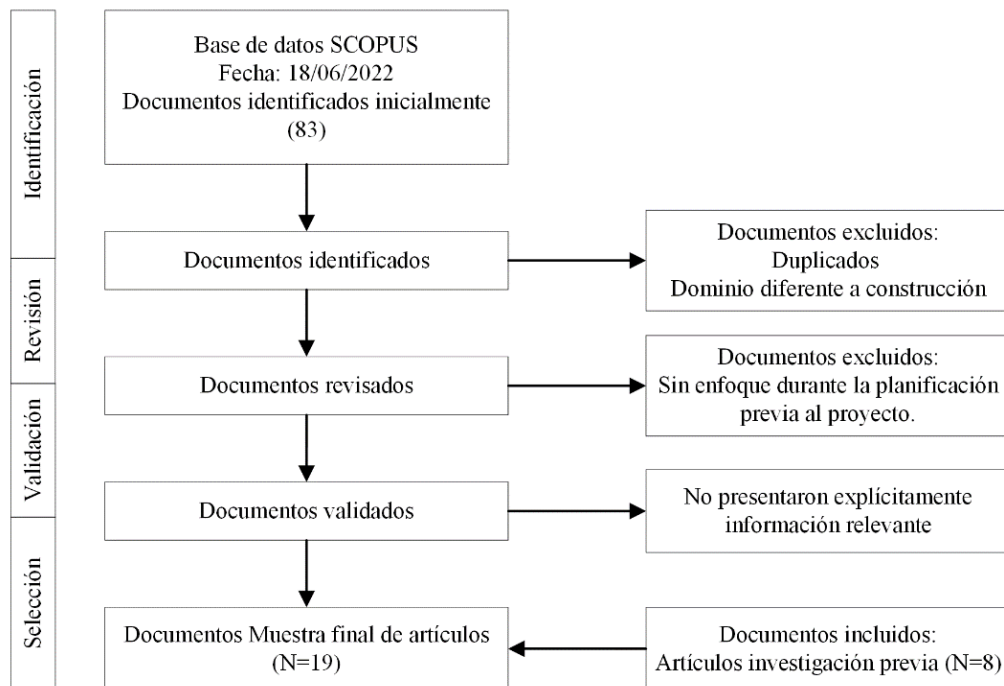 Identificación
Base de datos SCOPUS
Fecha: 18/06/2022
Documentos identificados inicialmente
(83)
Documentos identificados
Documentos excluidos:
Duplicados
Dominio diferente a construcción
Revisión
Documentos revisados
Documentos excluidos:
Sin enfoque durante la planificación
previa al proyecto.
Validación
Documentos validados
No presentaron explícitamente
información relevante
Selección
Documentos Muestra final de artículos
(N=19)
Documentos incluidos:
Artículos investigación previa (N=8)